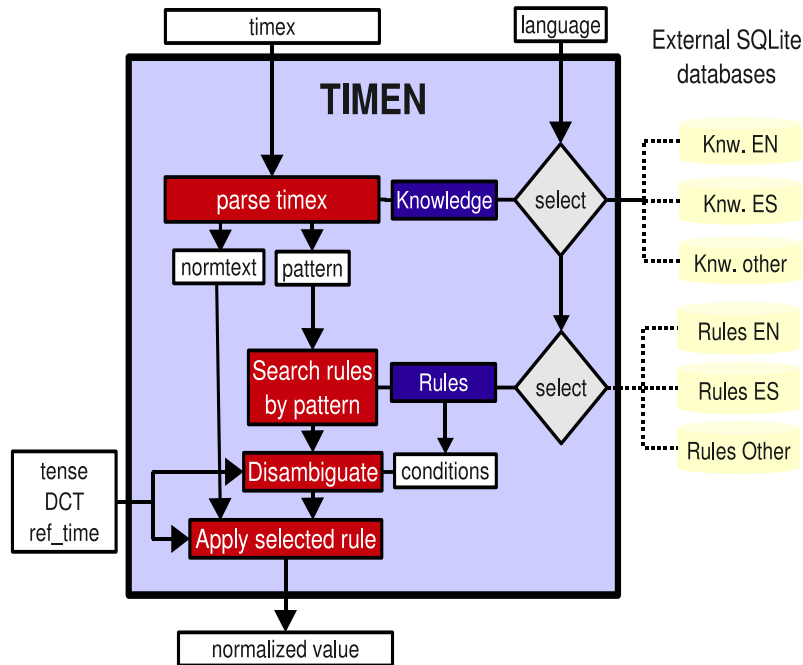 timex
language
External SQLite
databases
TIMEN
Knw. EN
parse timex
Knowledge
select
Knw. ES
normtext
pattern
Knw. other
Rules EN
Search rules
by pattern
Rules
select
Rules ES
Rules Other
tense
DCT
ref_time
Disambiguate
conditions
Apply selected rule
normalized value